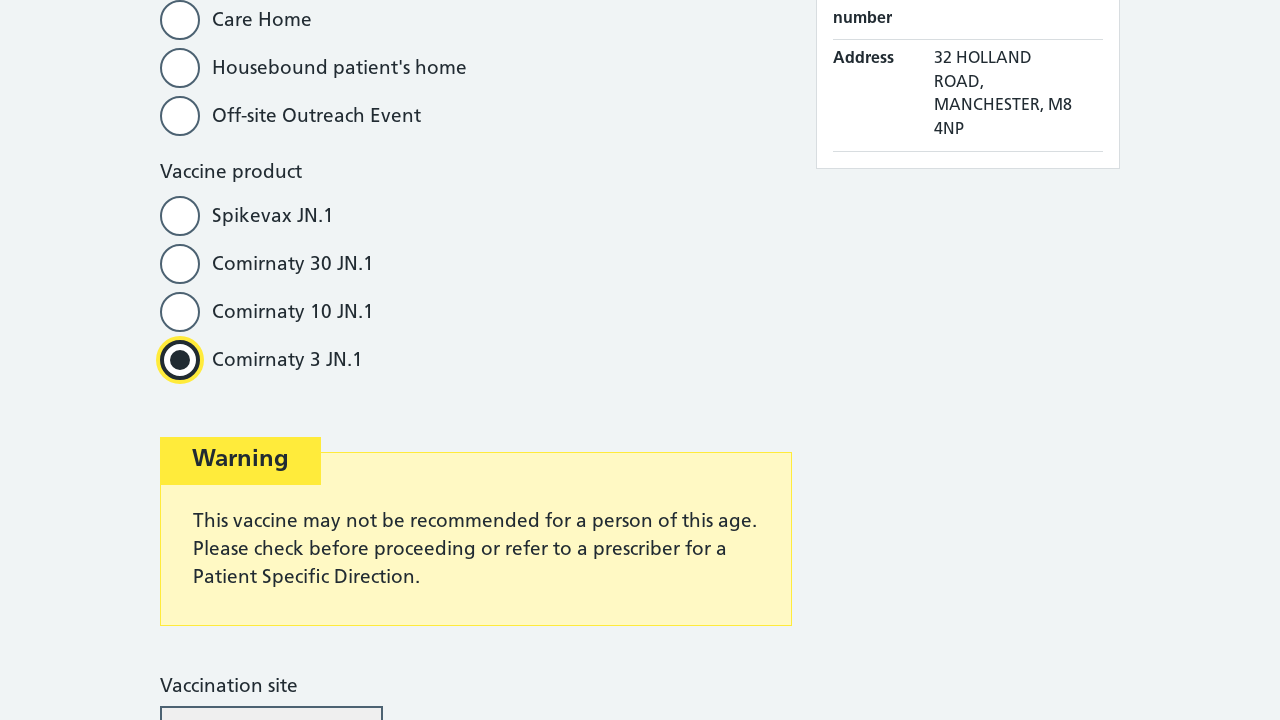 Care Home
Housebound patient's home
Off-site Outreach Event
Vaccine product
Spikevax JN.1
Comirnaty 30 JN.1
Comirnaty 10 JN.1
Comirnaty 3 JN.1
Warning
This vaccine may not be recommended for a person of this age.
Please check before proceeding or refer to a prescriber for a
Patient Specific Direction.
Vaccination site
number
Address
32 HOLLAND
ROAD,
MANCHESTER, M8
4NP